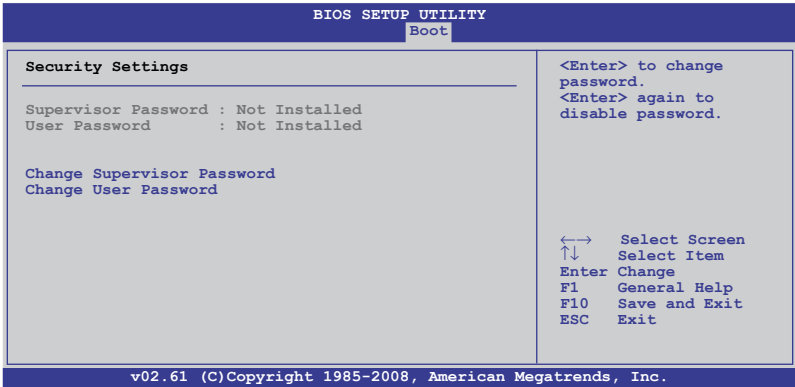 BIOS SETUP UTILITY
Boot
Security Settings
Supervisor Password : Not Installed
User Password : Not Installed
Change Supervisor Password
Change User Password
<Enter> to change
password.
<Enter> again to
disable password.
←→ Select Screen
↑↓ Select Item
Enter Change
F1 General Help
F10 Save and Exit
ESC Exit
v02.61 (C)Copyright 1985-2008, American Megatrends, Inc.